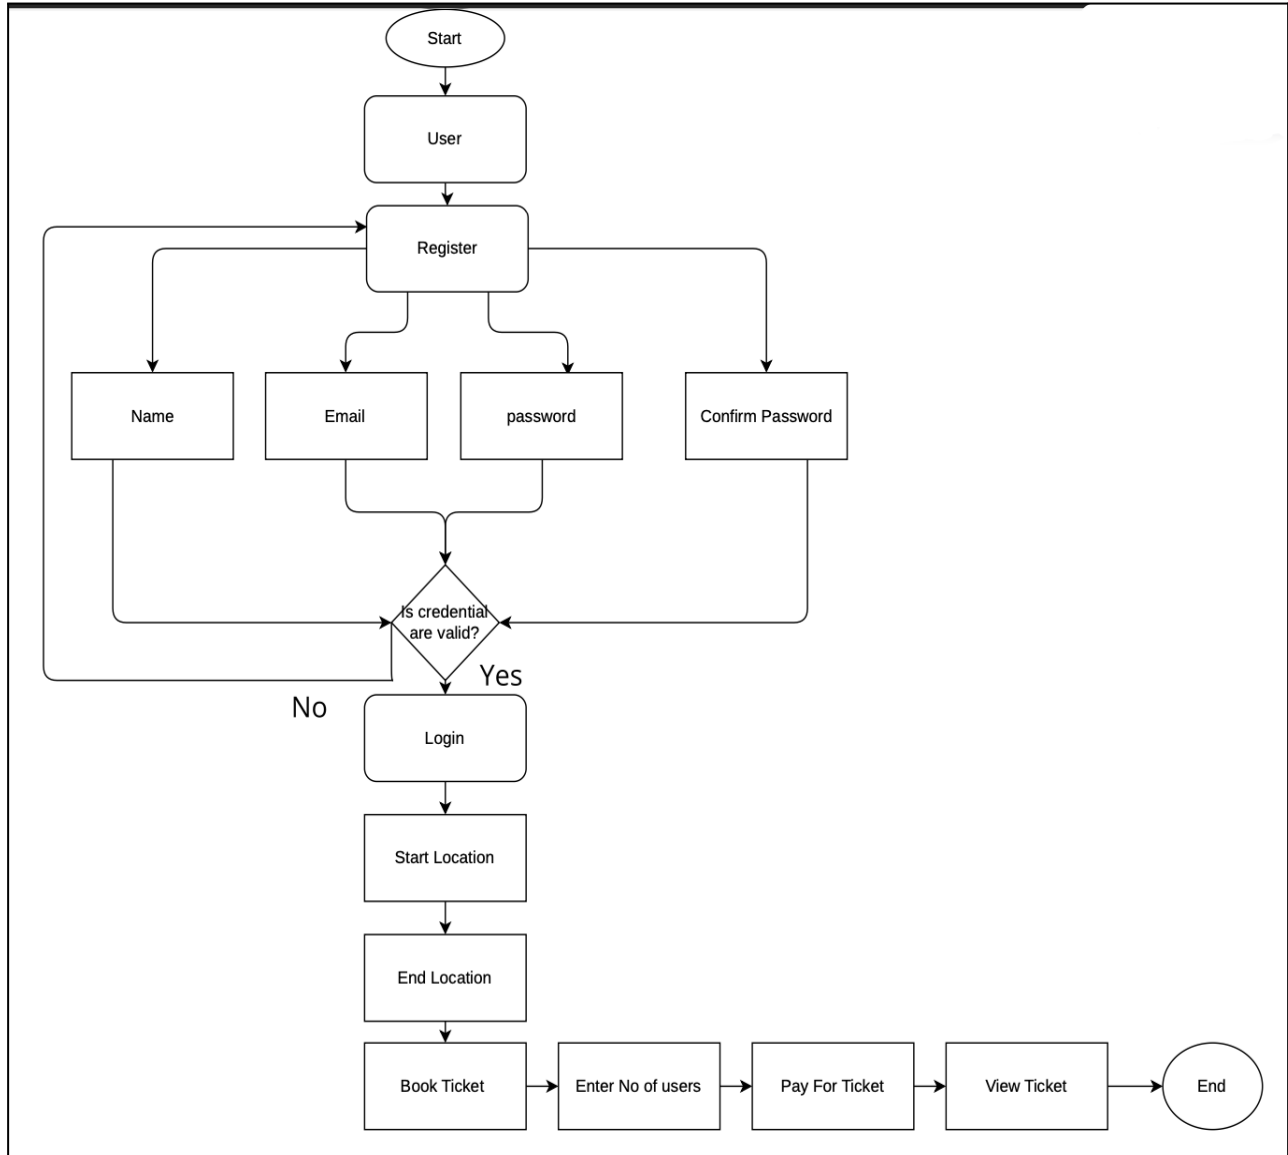 Start
User
Register
Name
Email
password
Confirm Password
Is credential
are valid?
Yes
No
Login
Start Location
End Location
Book Ticket
Enter No of users
Pay For Ticket
View Ticket
End